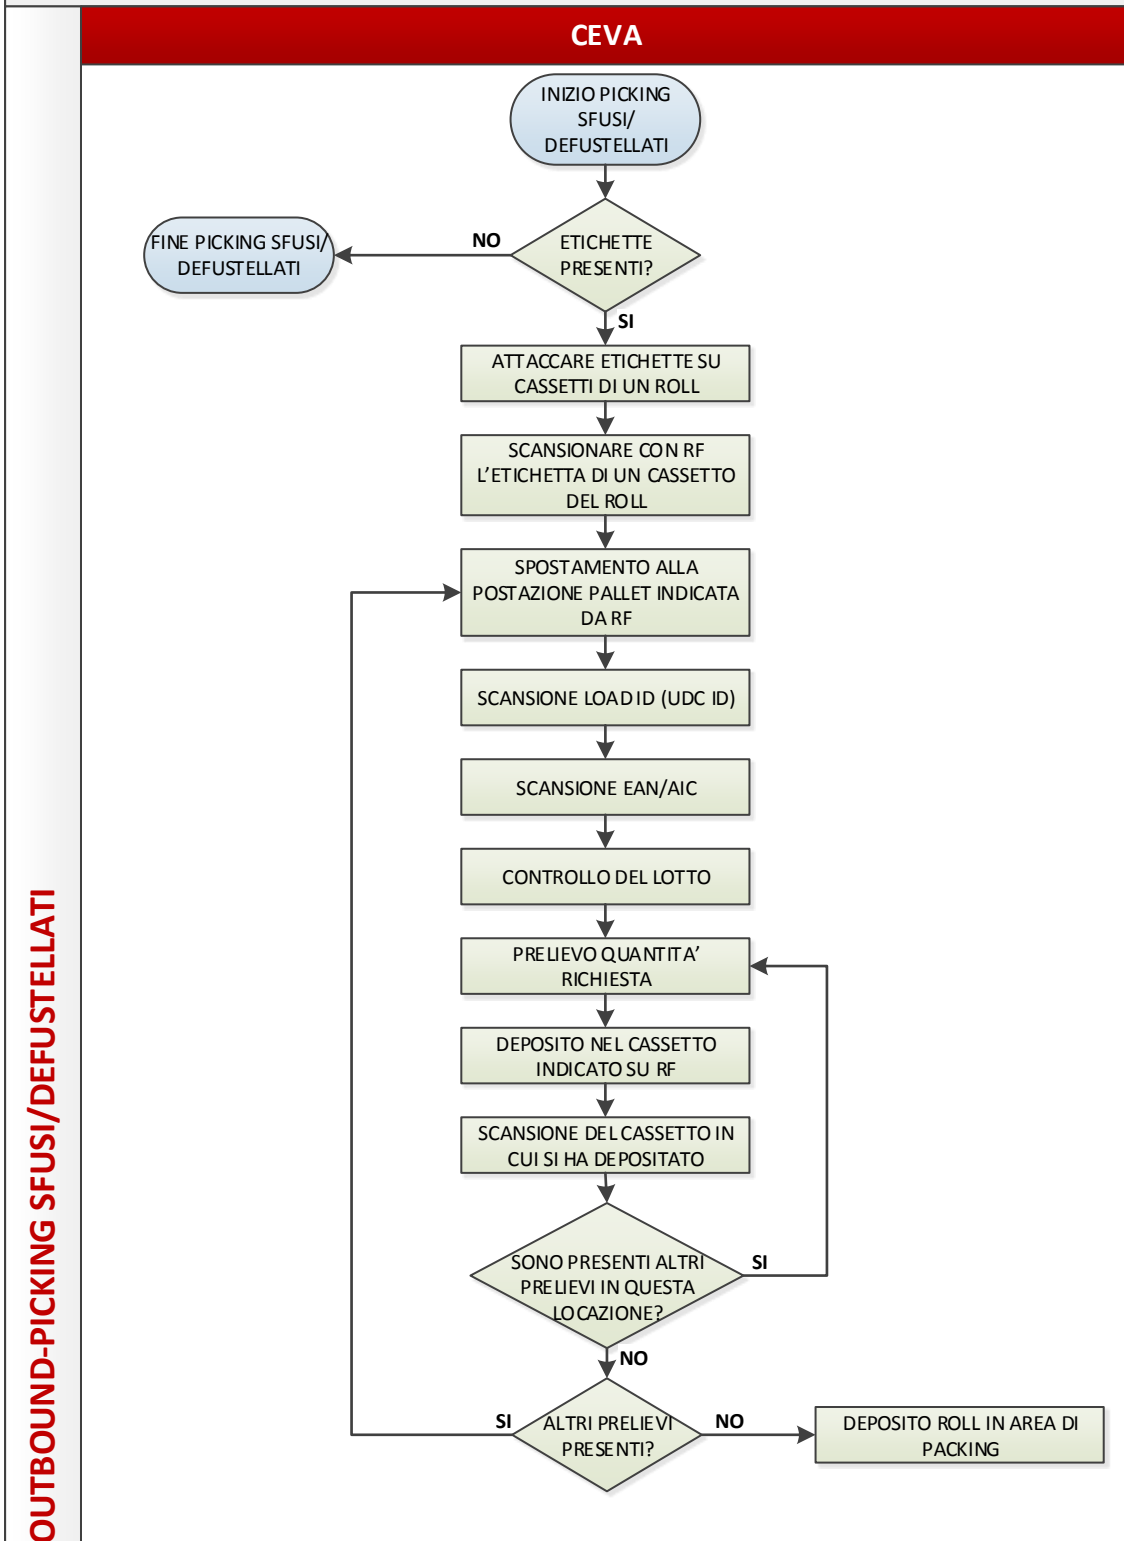 CEVA
OUTBOUND-PICKING SFUSI/DEFUSTELLATI
INIZIO PICKING
SFUSI/
DEFUSTELLATI
ETICHETTE
PRESENTI?
NO
FINE PICKING SFUSI/
DEFUSTELLATI
SI
ATTACCARE ETICHETTE SU
CASSETTI DI UN ROLL
SCANSIONARE CON RF
L’ETICHETTA DI UN CASSETTO
DEL ROLL
SPOSTAMENTO ALLA
POSTAZIONE PALLET INDICATA
DA RF
SCANSIONE LOAD ID (UDC ID)
SCANSIONE EAN/AIC
CONTROLLO DEL LOTTO
PRELIEVO QUANTITA’
RICHIESTA
DEPOSITO NEL CASSETTO
INDICATO SU RF
SCANSIONE DEL CASSETTO IN
CUI SI HA DEPOSITATO
SONO PRESENTI ALTRI
PRELIEVI IN QUESTA
LOCAZIONE?
SI
NO
ALTRI PRELIEVI
PRESENTI?
SI
NO
DEPOSITO ROLL IN AREA DI
PACKING